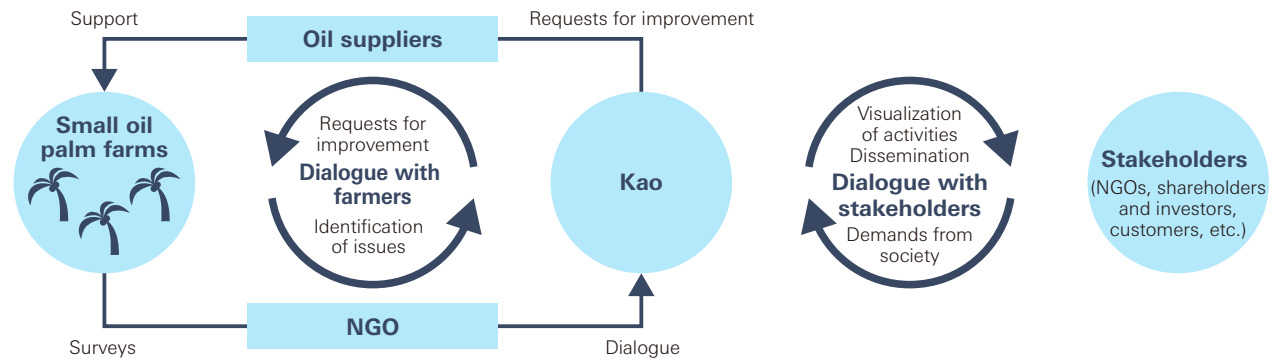 Support
Oil suppliers
Requests for improvement
Small oil
palm farms
Requests for
improvement
Dialogue with
farmers
Identification
of issues
Kao
Visualization
of activities
Dissemination
Dialogue with
stakeholders
Demands from
society
Stakeholders
(NGOs, shareholders
and investors,
customers, etc.)
Surveys
NGO
Dialogue